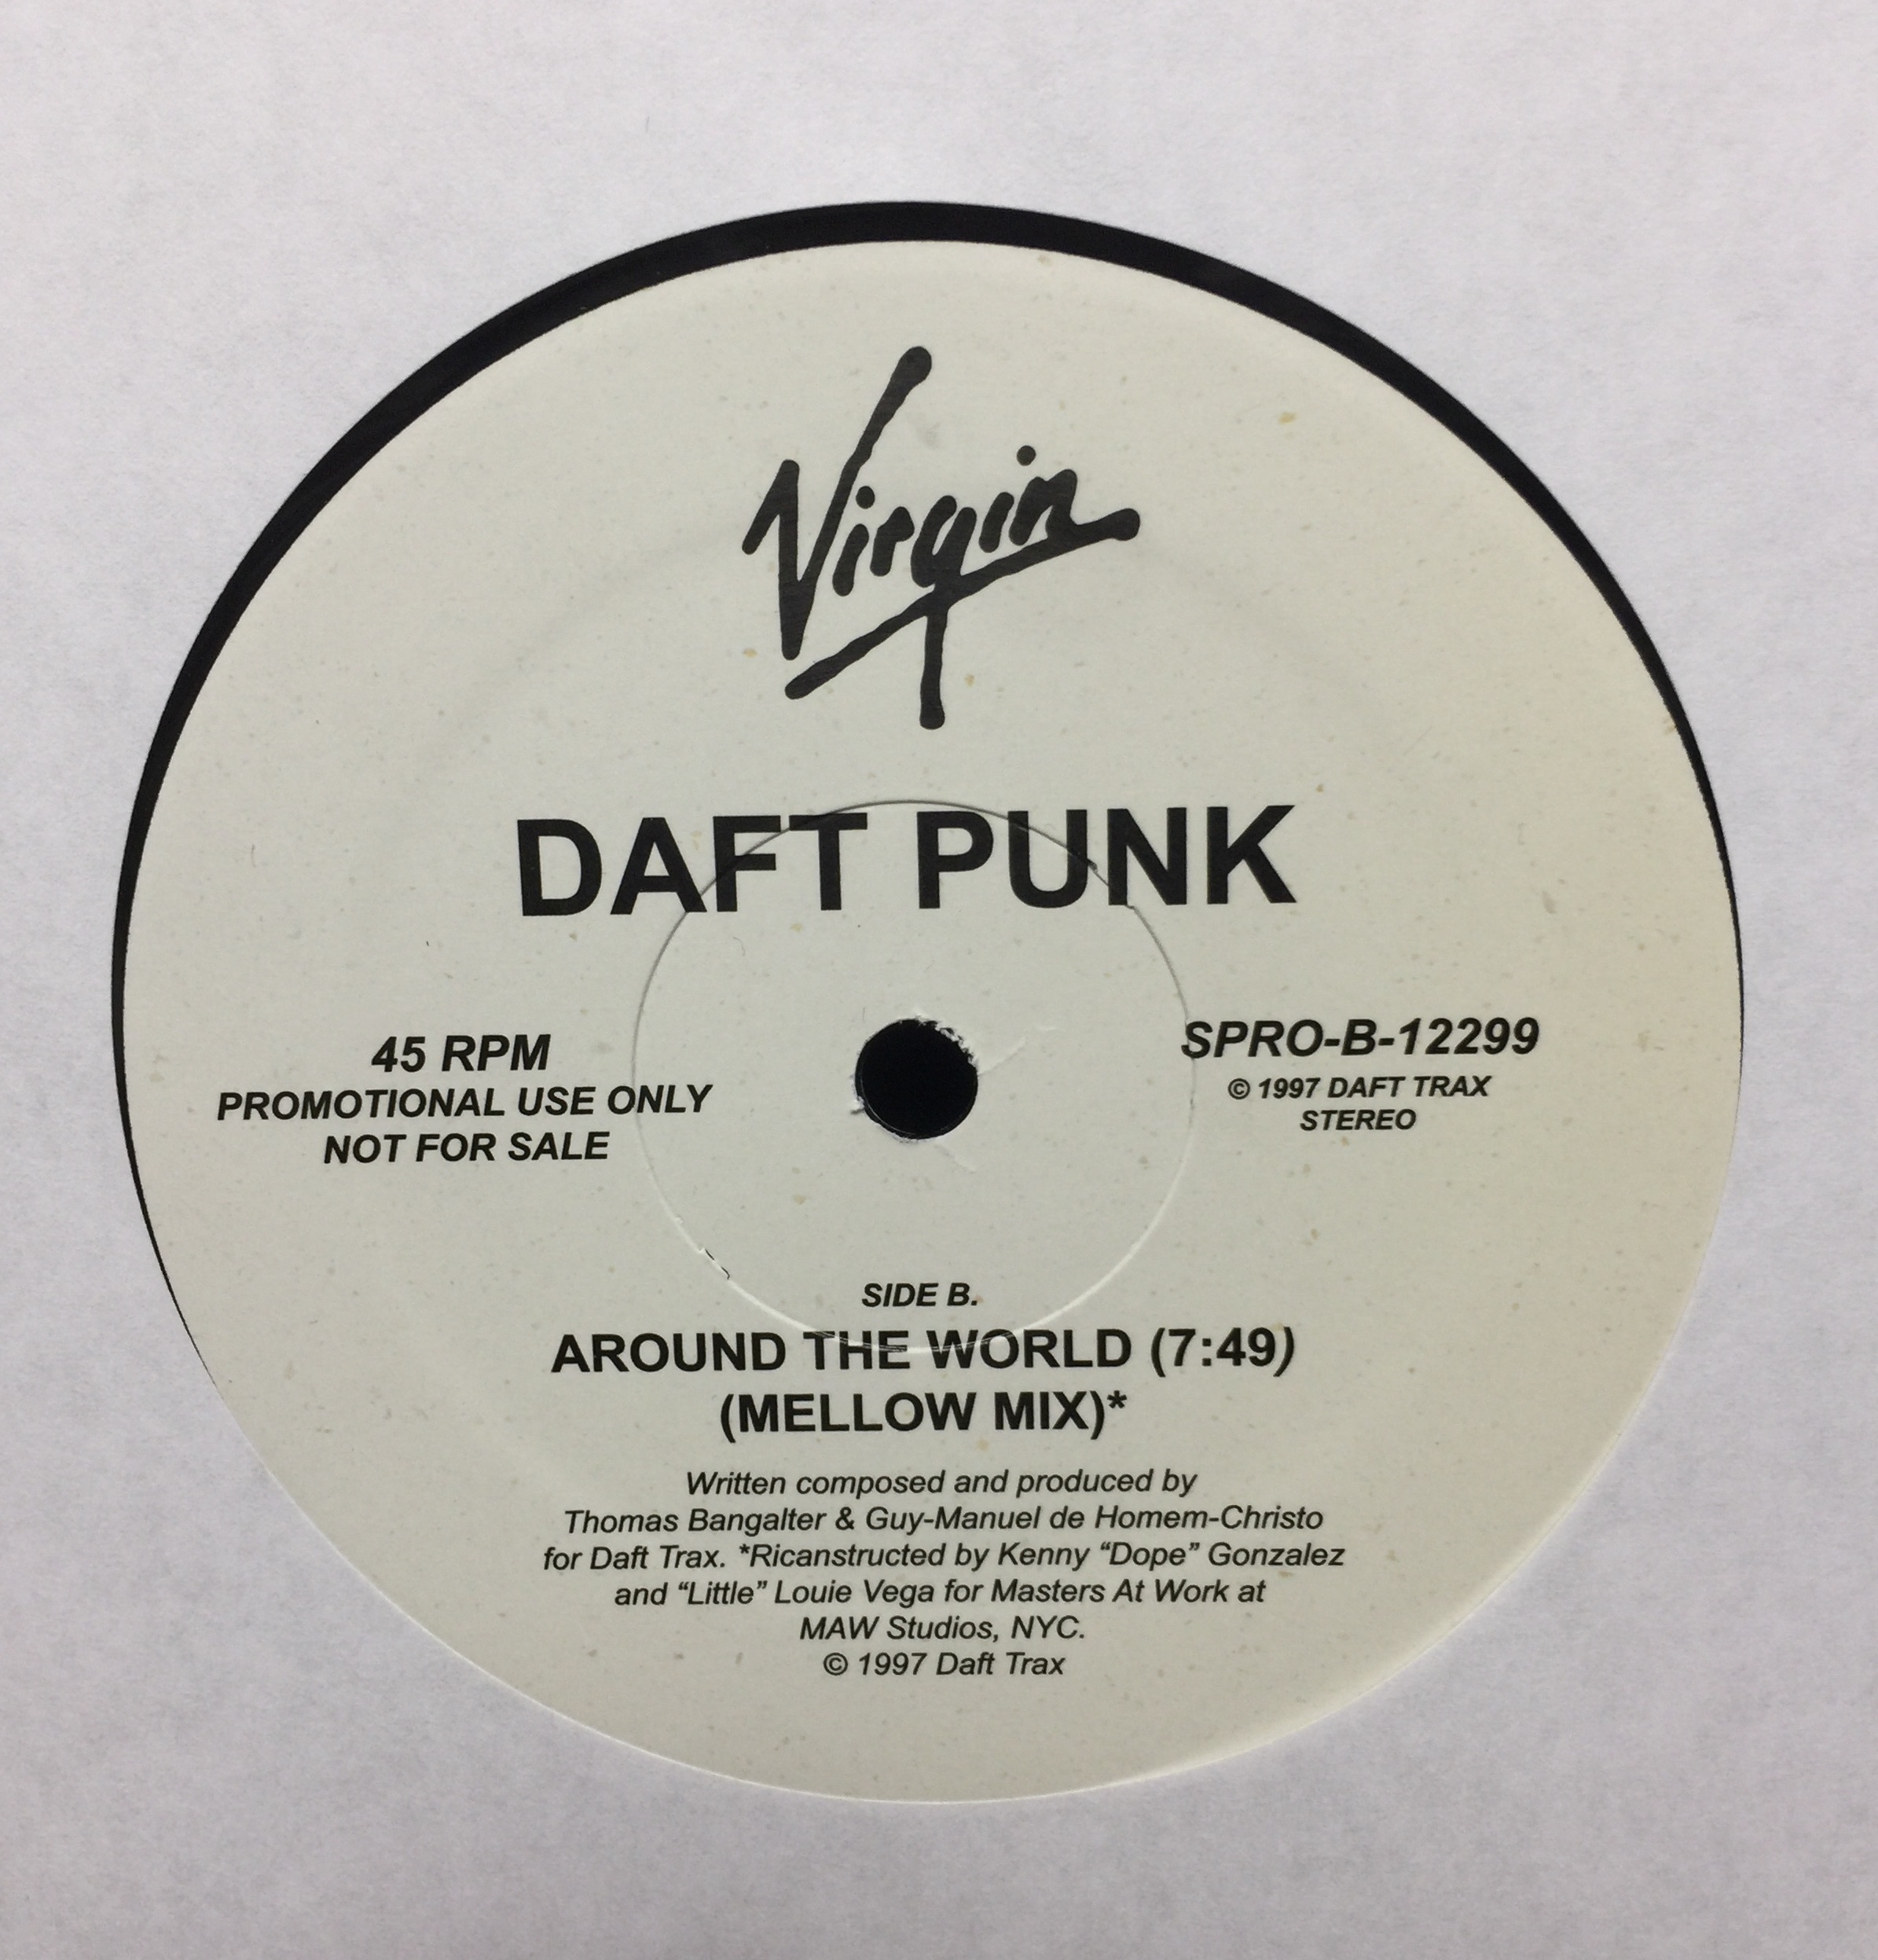 Virgin
DAFT PUNK
45 RPM
PROMOTIONAL USE ONLY
NOT FOR SALE
SPRO-B-12299
© 1997 DAFT TRAX
STEREO
SIDE B.
AROUND THE WORLD (7:49)
(MELLOW MIX)*
Written composed and produced by
Thomas Bangalter & Guy-Manuel de Homem-Christo
for Daft Trax. *Ricanstructed by Kenny “Dope” Gonzalez
and “Little” Louie Vega for Masters At Work at
MAW Studios, NYC.
© 1997 Daft Trax